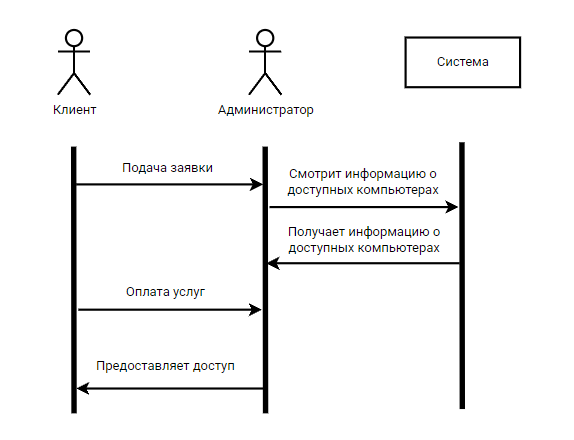 Клиент
Администратор
Система
Подача заявки
Смотрит информацию о
доступных компьютерах
Получает информацию о
доступных компьютерах
Оплата услуг
Предоставляет доступ